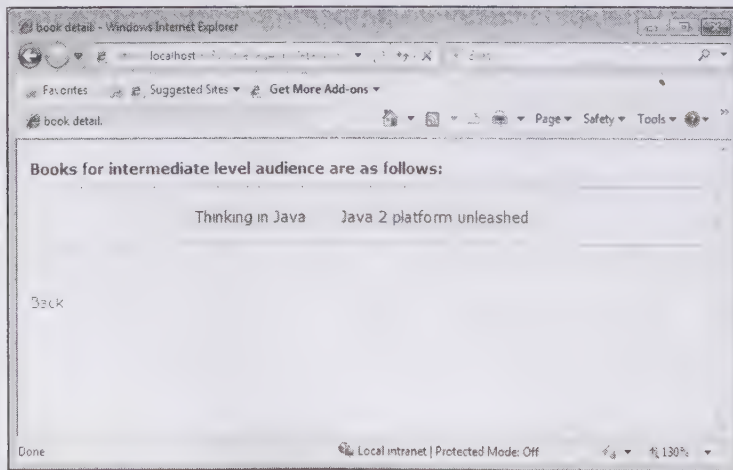 book detail - Windows Internet Explorer
localhost
Favorites Suggested Sites Get More Add-ons
book detail. Page Safety Tools
Books for intermediate level audience are as follows:
Thinking in Java Java 2 platform unleashed
Back
Done Local intranet | Protected Mode: Off 130%